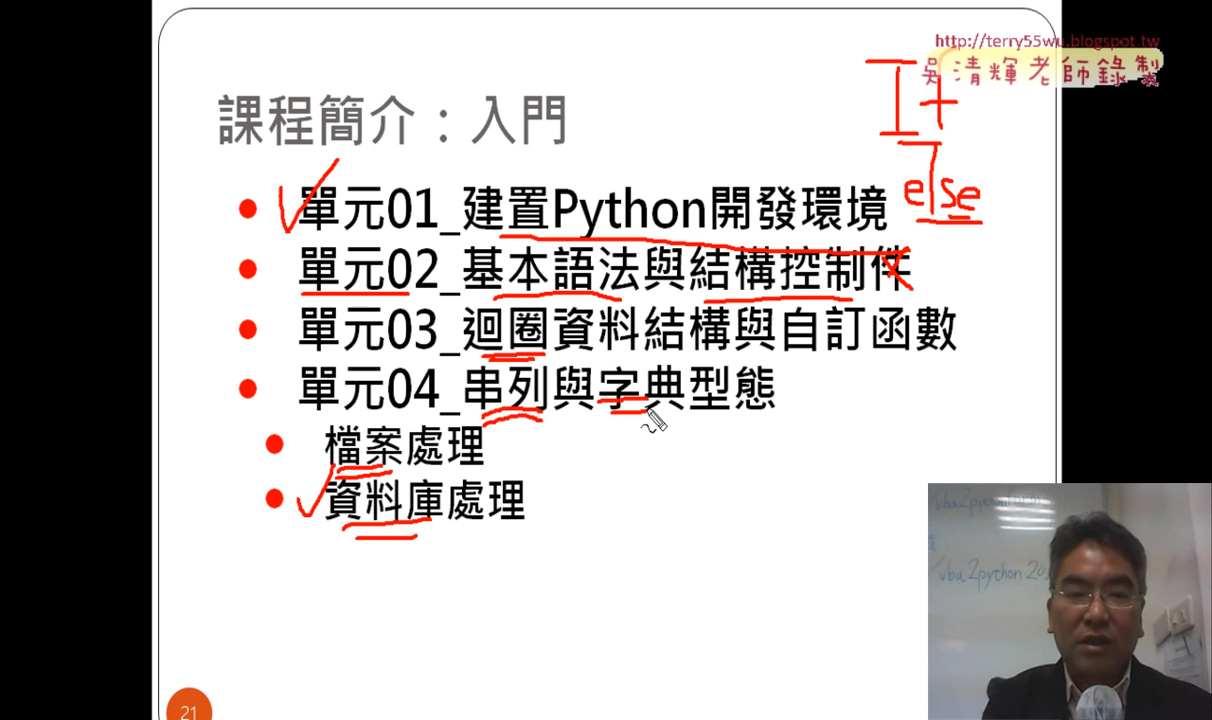 http://terry55wu.blogspot.tw
吳清輝老師錄製
If
else
課程簡介：入門
單元01_建置Python開發環境
單元02_基本語法與結構控制件
單元03_迴圈資料結構與自訂函數
單元04_串列與字典型態
檔案處理
資料庫處理
vba2python
vba2python20
21